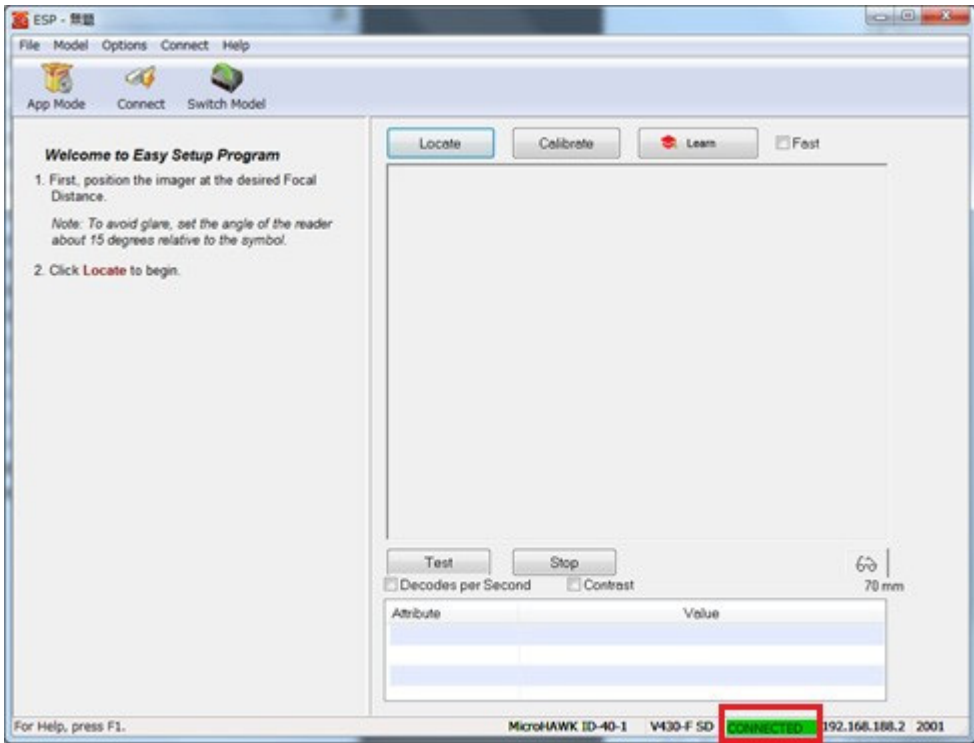 ESP - 無題
File Model Options Connect Help
App Mode Connect Switch Model
Welcome to Easy Setup Program
1. First, position the imager at the desired Focal
Distance.
Note: To avoid glare, set the angle of the reader
about 15 degrees relative to the symbol.
2. Click Locate to begin.
Locate Calibrate Learn Fast
Test Stop
Decodes per Second Contrast 70 mm
Attribute Value
For Help, press F1. MicroHAWK ID-40-1 V430-F SD CONNECTED 192.168.188.2 2001